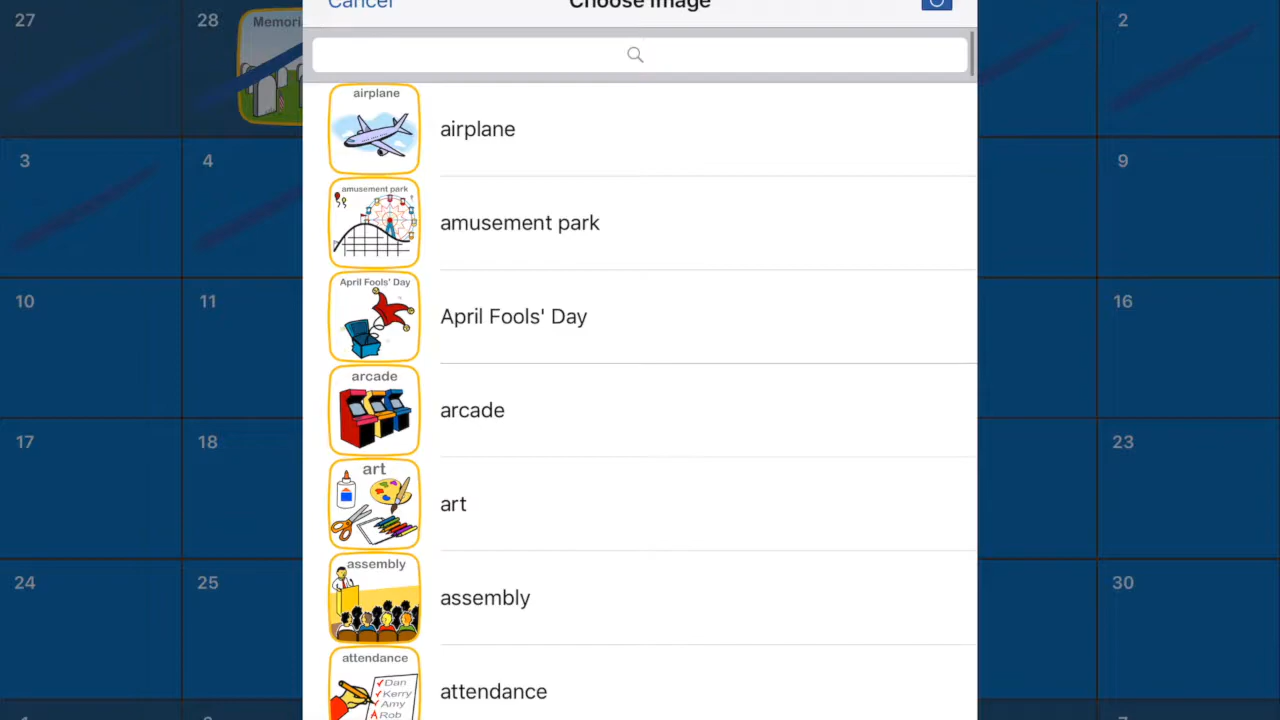 Cancel
Choose Image
27
28
Memori
2
3
4
9
10
11
16
17
18
23
24
25
30
airplane
airplane
amusement park
amusement park
April Fools' Day
April Fools' Day
arcade
arcade
art
art
assembly
assembly
attendance
Dan
Kerry
Amy
Rob
attendance